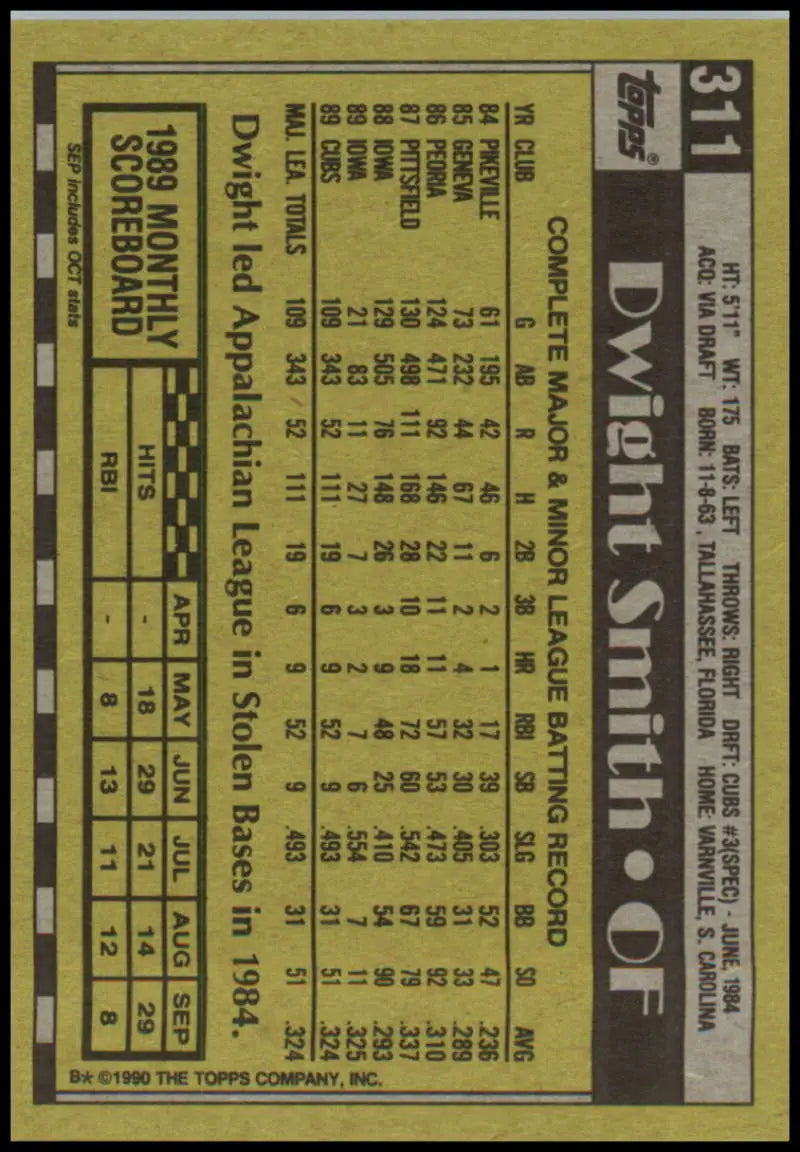 311
HT: 5'11" WT: 175 BATS: LEFT THROWS: RIGHT DRFT: CUBS #3(SPEC) - JUNE, 1984
ACQ: VIA DRAFT BORN: 11-8-63, TALLAHASSEE, FLORIDA HOME: VARNVILLE, S. CAROLINA
topps®
Dwight Smith • OF
COMPLETE MAJOR & MINOR LEAGUE BATTING RECORD
YR CLUB G AB R H 2B 3B HR RBI SB SLG BB SO AVG
84 PIKEVILLE 61 195 42 46 6 2 1 17 39 .303 52 47 .236
85 GENEVA 73 232 44 67 11 2 4 32 30 .405 31 33 .289
86 PEORIA 124 471 92 146 22 11 11 57 53 .473 59 92 .310
87 PITTSFIELD 130 498 111 168 28 10 18 72 60 .542 67 79 .337
88 IOWA 129 505 76 148 26 3 9 48 25 .410 54 90 .293
89 IOWA 21 83 11 27 7 3 2 7 6 .554 7 11 .325
89 CUBS 109 343 52 111 19 6 9 52 9 .493 31 51 .324
MAJ. LEA. TOTALS 109 343 52 111 19 6 9 52 9 .493 31 51 .324
Dwight led Appalachian League in Stolen Bases in 1984.
1989 MONTHLY
SCOREBOARD
APR MAY JUN JUL AUG SEP
HITS - 18 29 21 14 29
RBI - 8 13 11 12 8
SEP includes OCT stats
B* ©1990 THE TOPPS COMPANY, INC.